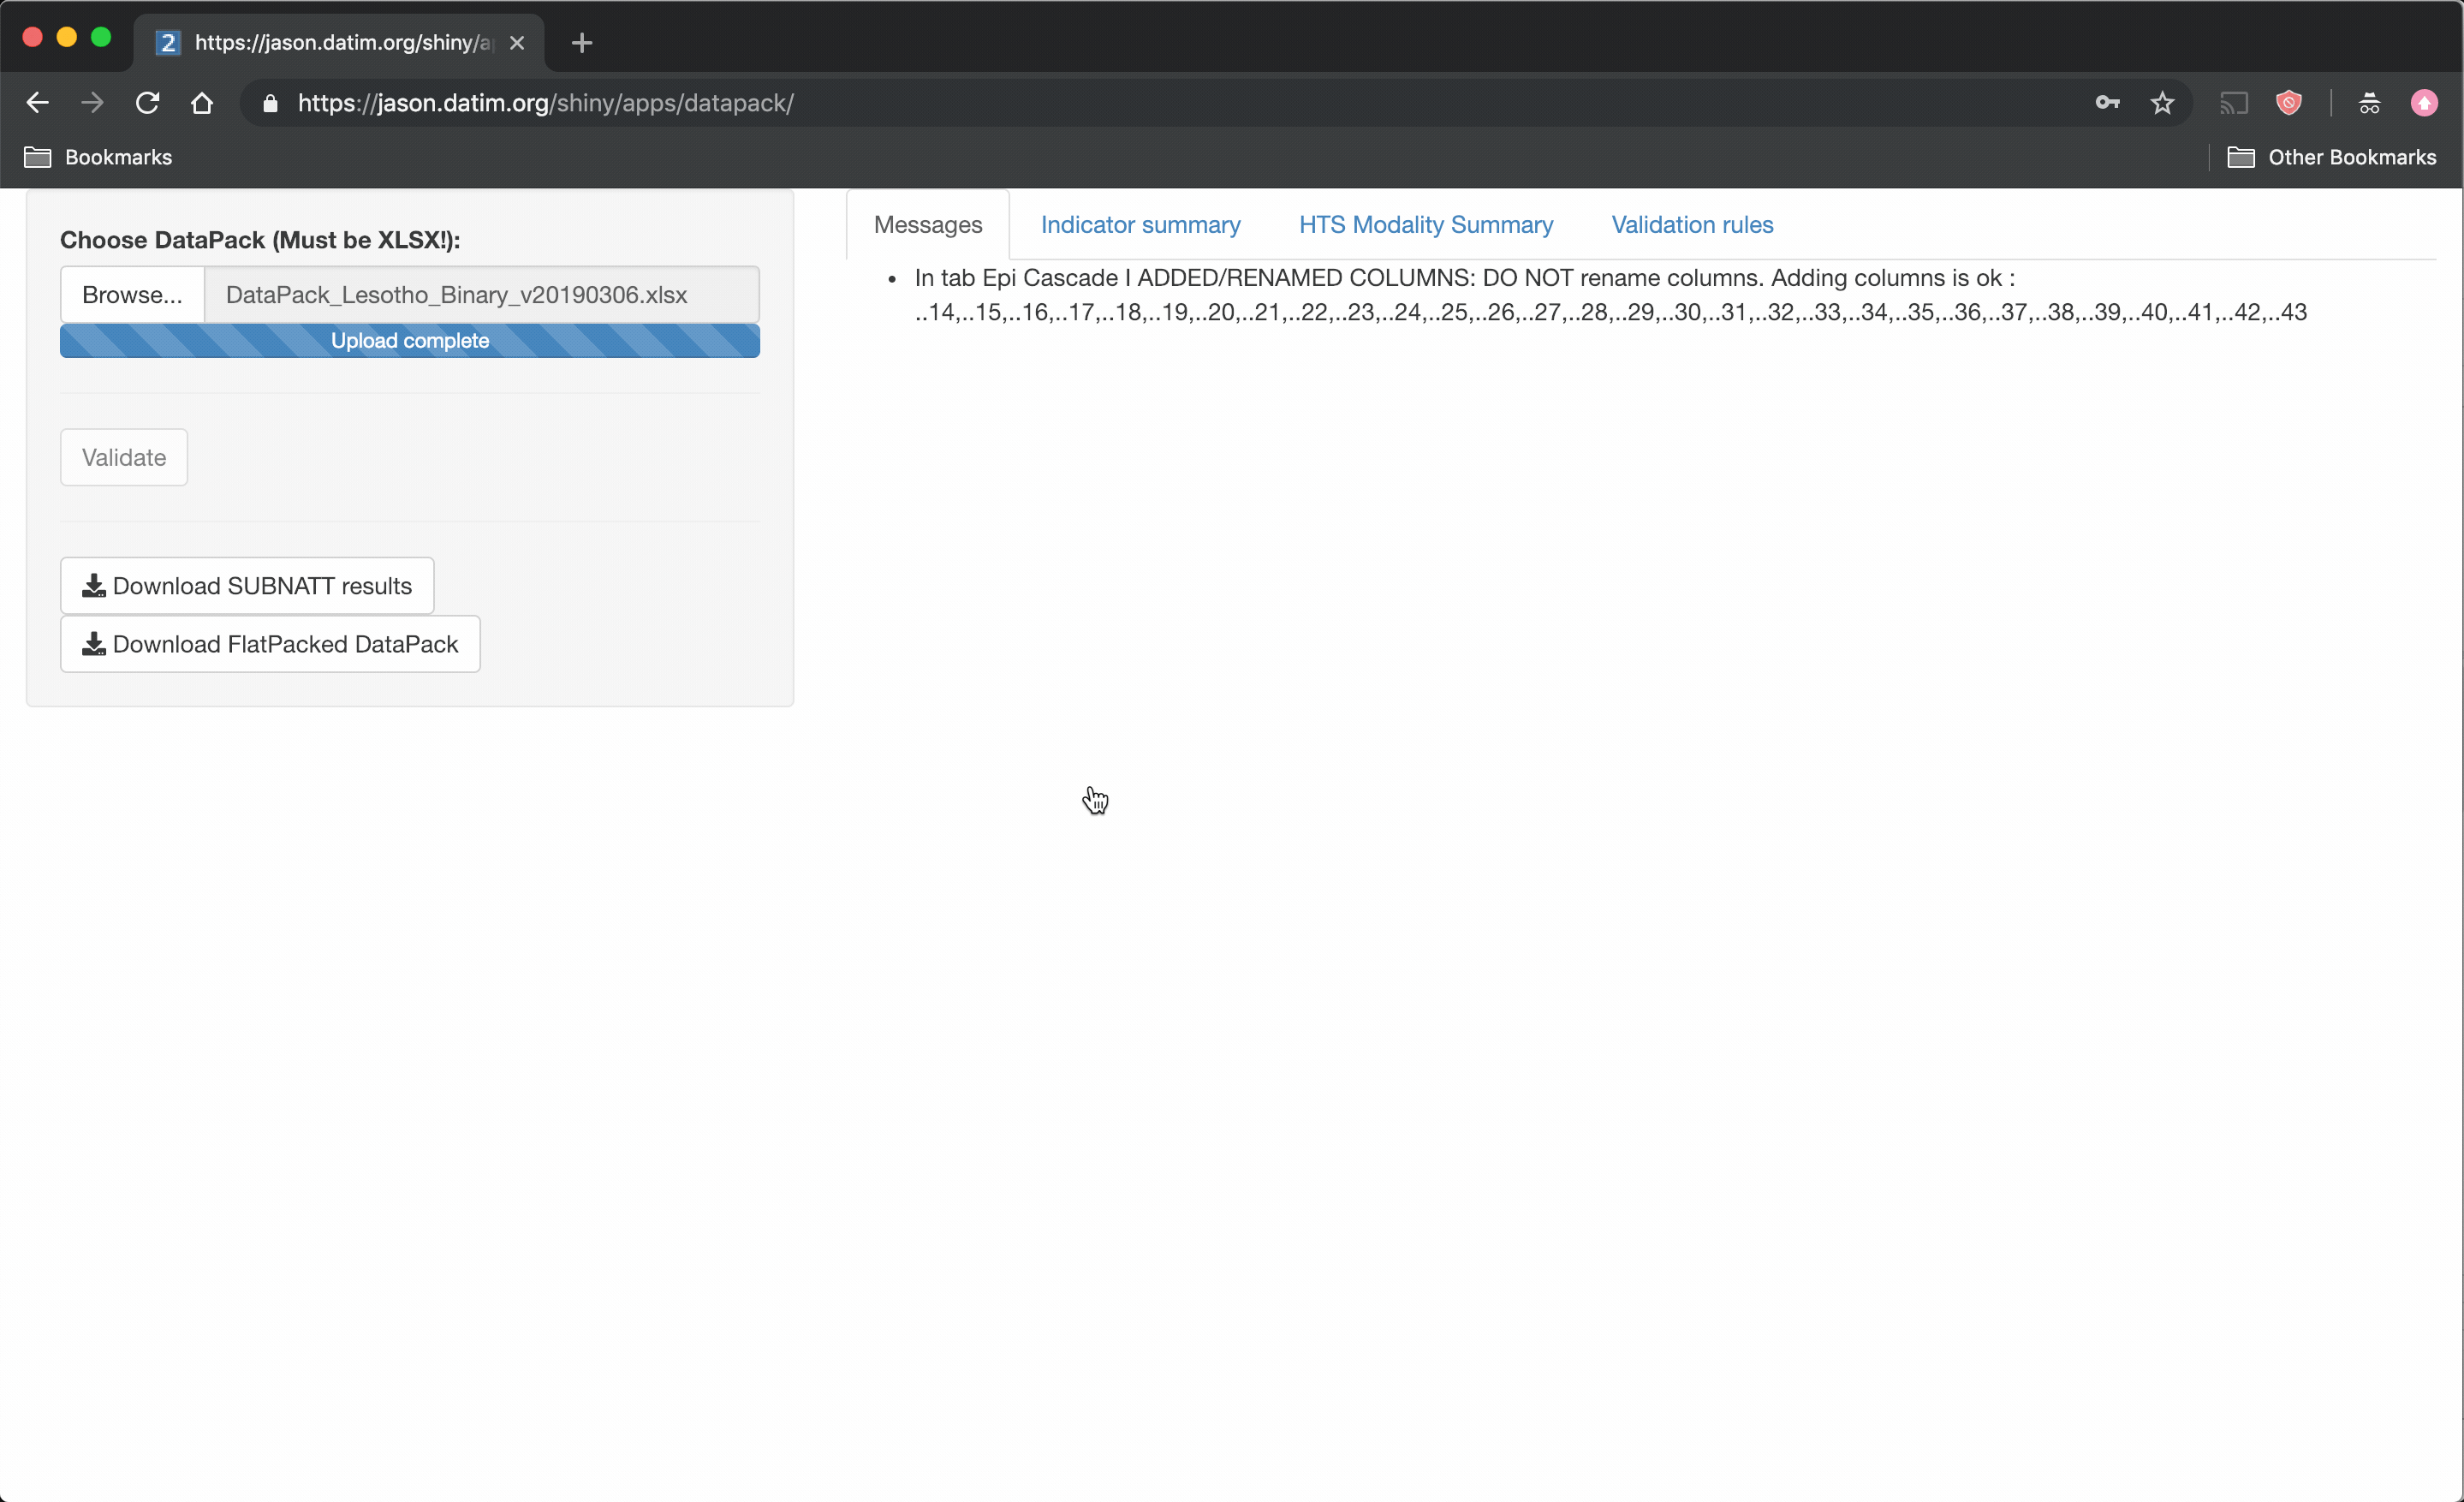 2 https://jason.datim.org/shiny/a
https://jason.datim.org/shiny/apps/datapack/
Bookmarks
Other Bookmarks
Choose DataPack (Must be XLSX!):
Browse... DataPack_Lesotho_Binary_v20190306.xlsx
Upload complete
Validate
Download SUBNATT results
Download FlatPacked DataPack
Messages Indicator summary HTS Modality Summary Validation rules
• In tab Epi Cascade I ADDED/RENAMED COLUMNS: DO NOT rename columns. Adding columns is ok :
..14,..15,..16,..17,..18,..19,..20,..21,..22,..23,..24,..25,..26,..27,..28,..29,..30,..31,..32,..33,..34,..35,..36,..37,..38,..39,..40,..41,..42,..43